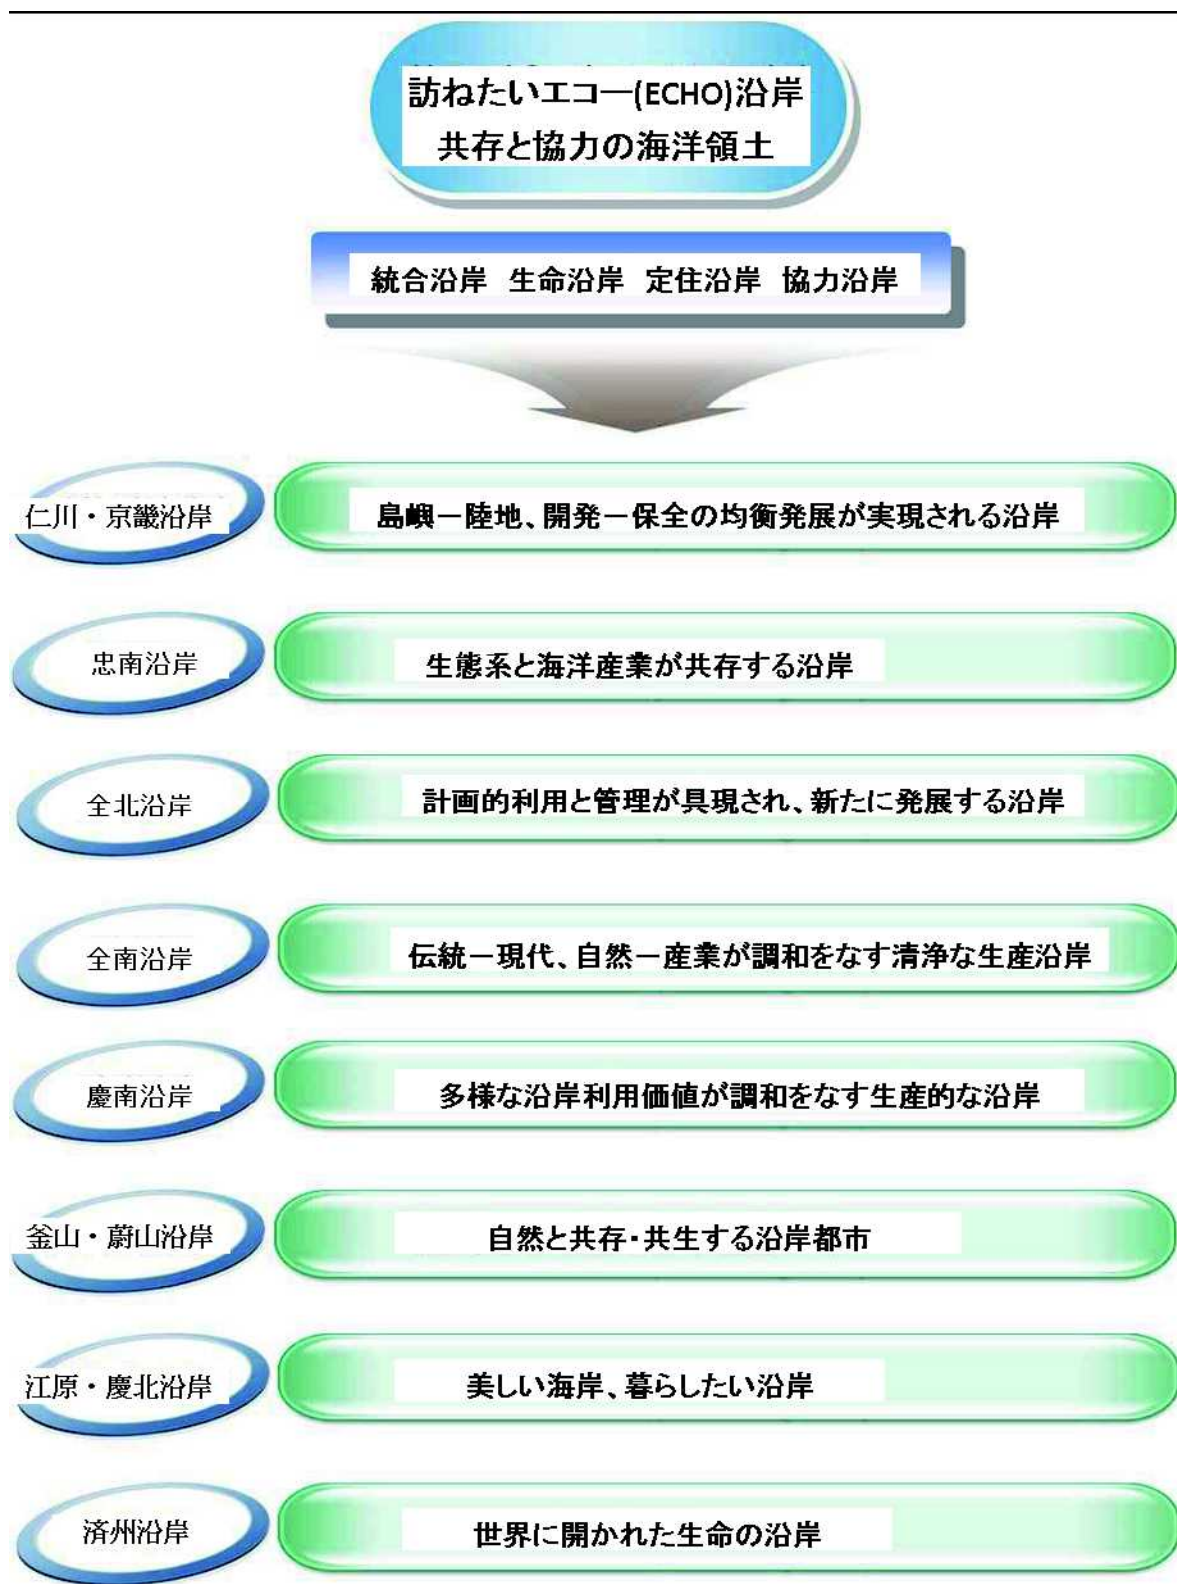 訪ねたいエコー(ECHO)沿岸
共存と協力の海洋領土
統合沿岸 生命沿岸 定住沿岸 協力沿岸
仁川・京畿沿岸
島嶼－陸地、開発－保全の均衡発展が実現される沿岸
忠南沿岸
生態系と海洋産業が共存する沿岸
全北沿岸
計画的利用と管理が具現され、新たに発展する沿岸
全南沿岸
伝統－現代、自然－産業が調和をなす清浄な生産沿岸
慶南沿岸
多様な沿岸利用価値が調和をなす生産的な沿岸
釜山・蔚山沿岸
自然と共存・共生する沿岸都市
江原・慶北沿岸
美しい海岸、暮らしたい沿岸
済州沿岸
世界に開かれた生命の沿岸